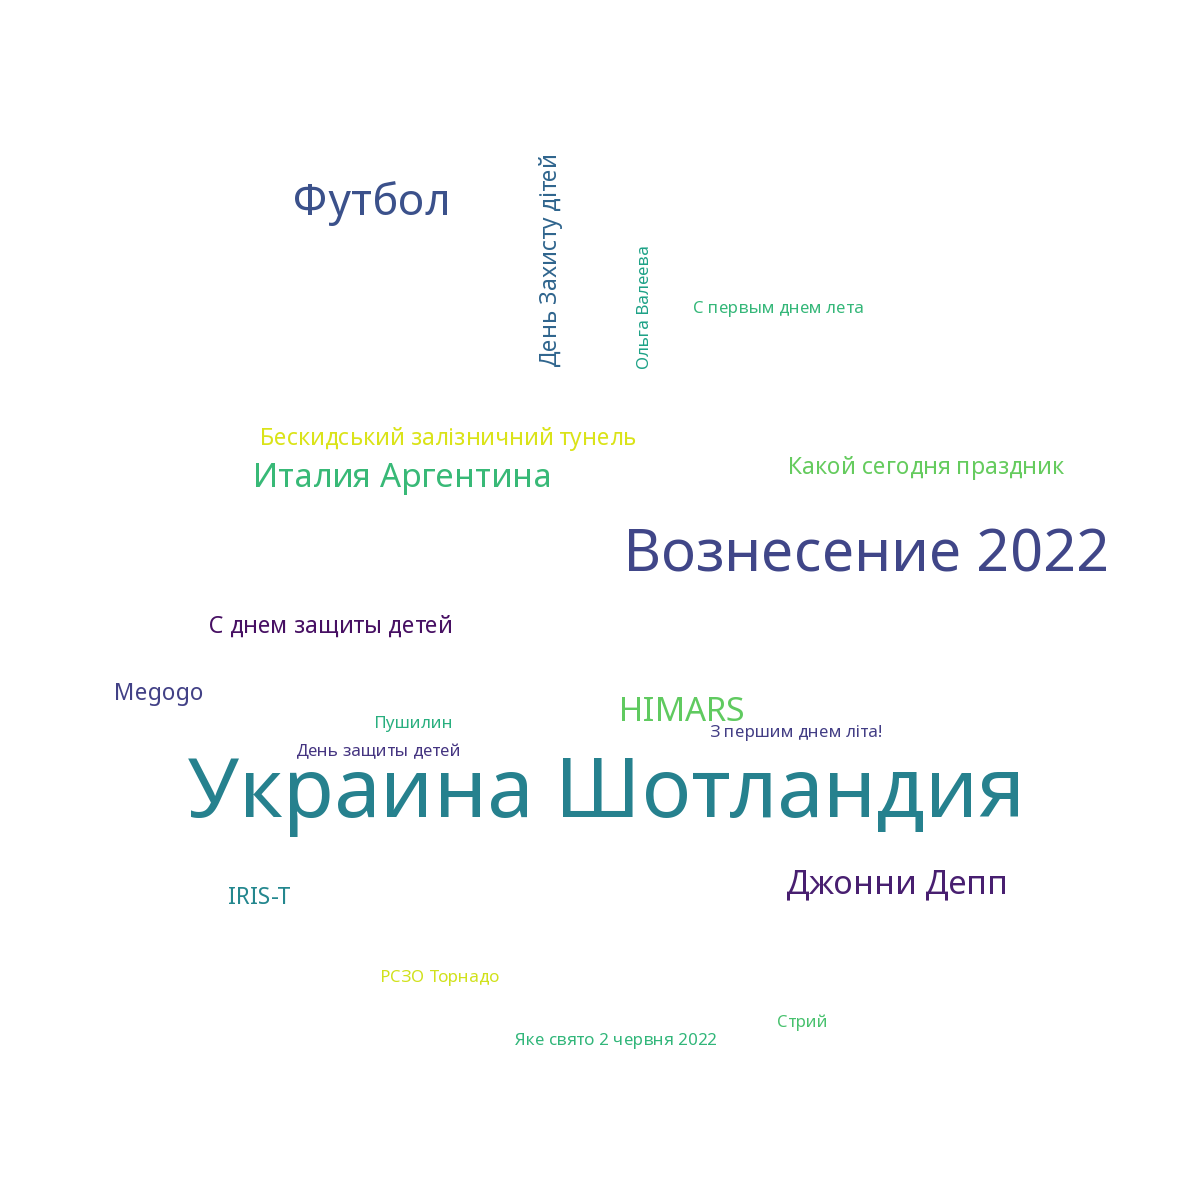 Футбол
День Захисту дітей
Ольга Валеева
С первым днем лета
Бескидський залізничний тунель
Италия Аргентина
Какой сегодня праздник
Вознесение 2022
С днем защиты детей
Megogo
HIMARS
Пушилин
З першим днем літа!
День защиты детей
Украина Шотландия
Джонни Депп
IRIS-T
РСЗО Торнадо
Стрий
Яке свято 2 червня 2022